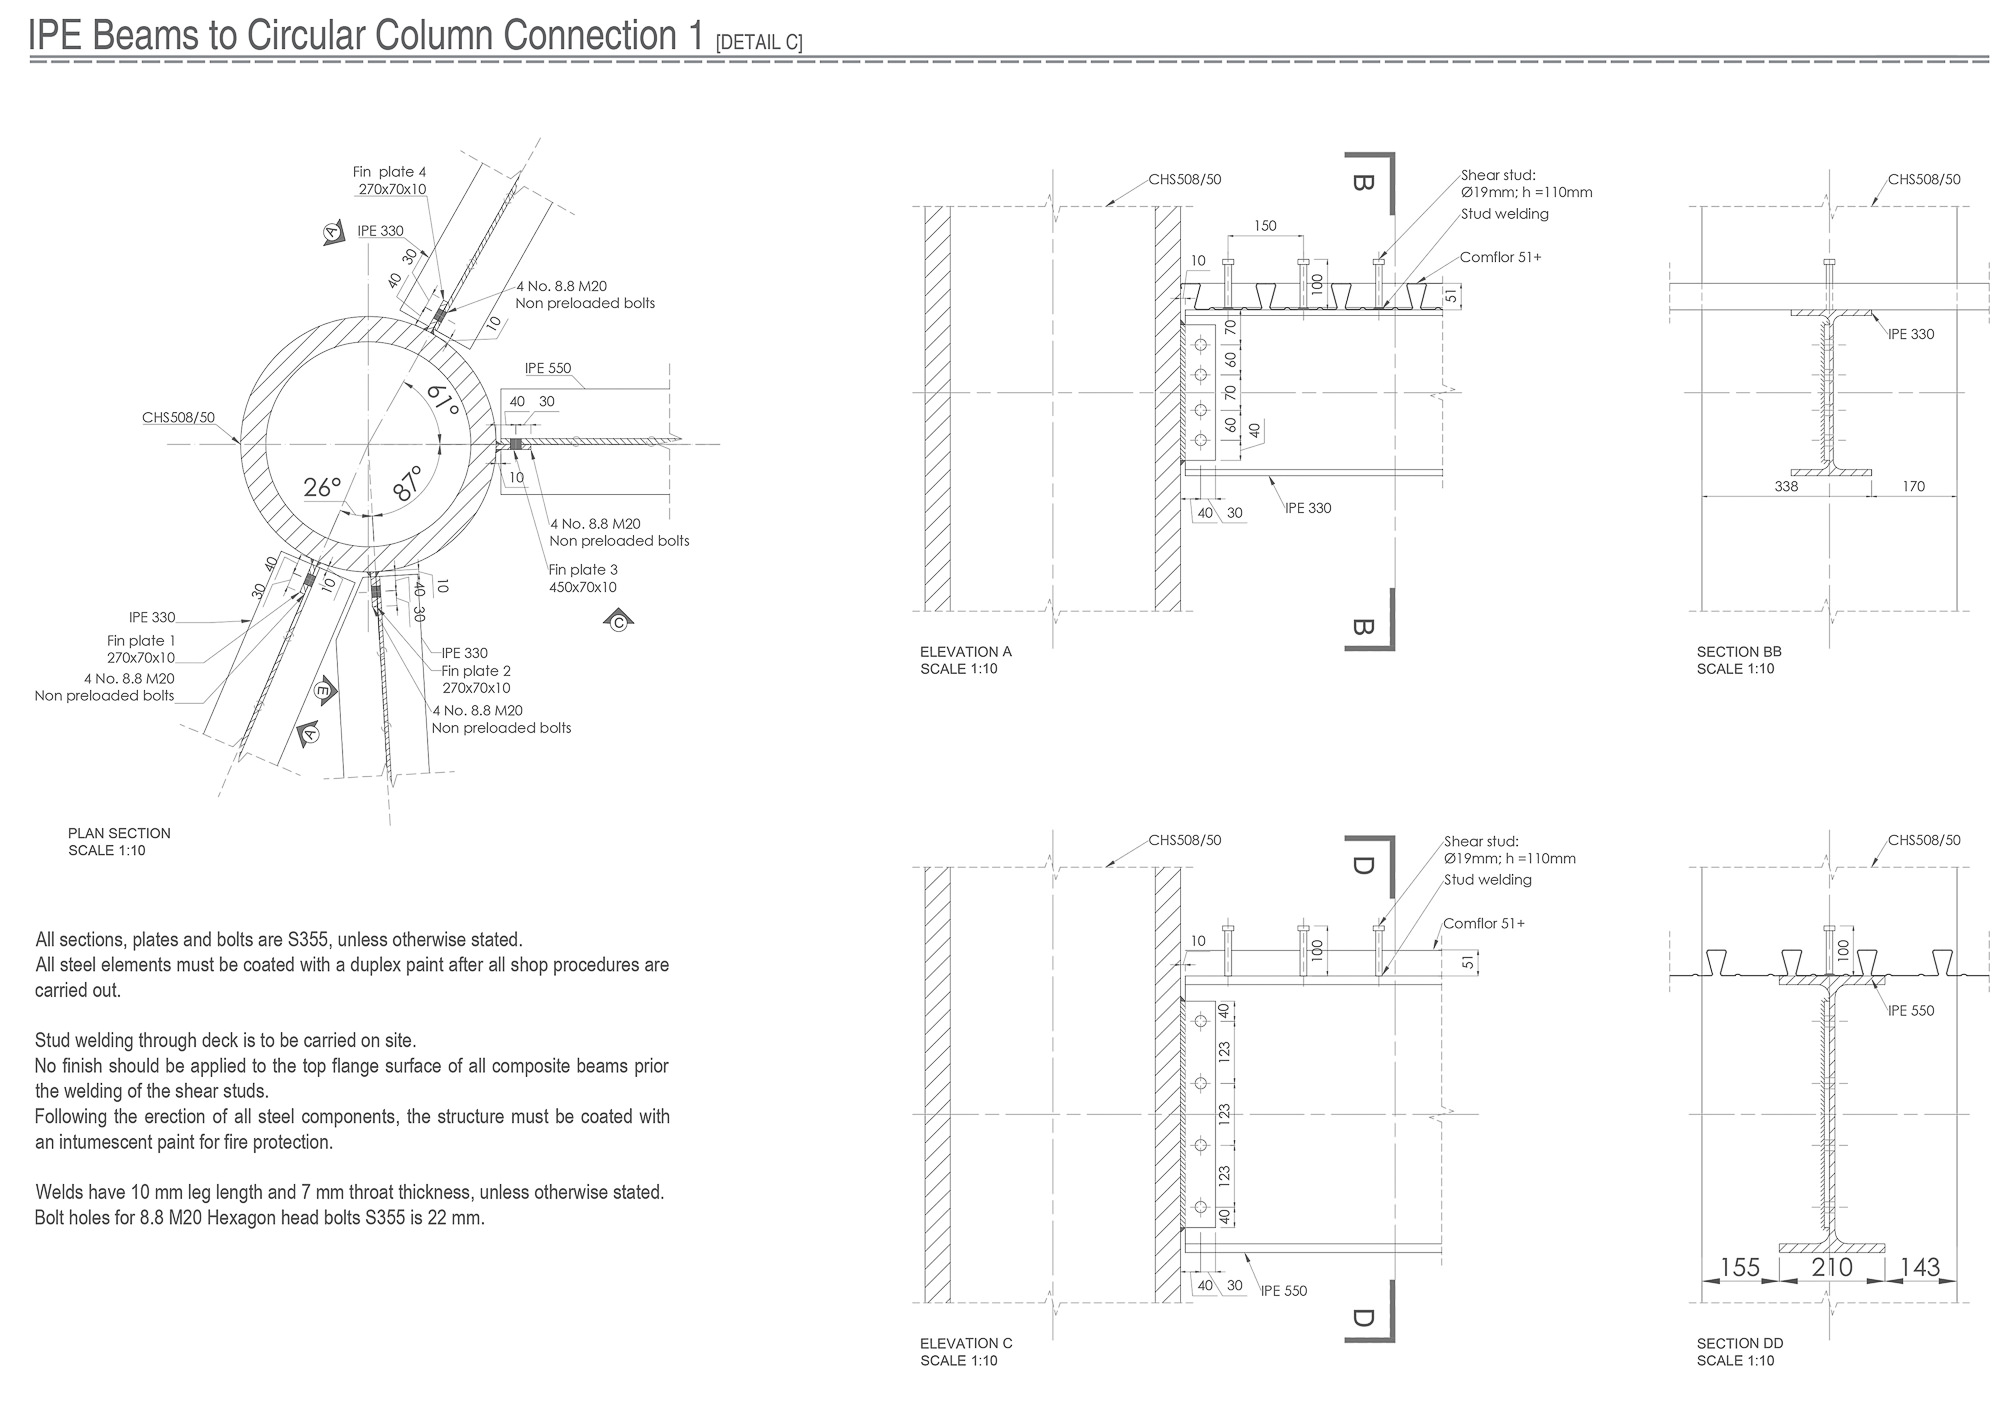 IPE Beams to Circular Column Connection 1 [DETAIL C]
Fin plate 4
270x70x10
A
IPE 330
30
40
4 No. 8.8 M20
Non preloaded bolts
10
IPE 550
61°
40 30
CHS508/50
26°
87°
10
4 No. 8.8 M20
Non preloaded bolts
Fin plate 3
450x70x10
C
40
30
10
10
40
30
IPE 330
Fin plate 1
270x70x10
4 No. 8.8 M20
Non preloaded bolts
IPE 330
Fin plate 2
270x70x10
4 No. 8.8 M20
Non preloaded bolts
E
A
PLAN SECTION
SCALE 1:10
All sections, plates and bolts are S355, unless otherwise stated.
All steel elements must be coated with a duplex paint after all shop procedures are
carried out.
Stud welding through deck is to be carried on site.
No finish should be applied to the top flange surface of all composite beams prior
the welding of the shear studs.
Following the erection of all steel components, the structure must be coated with
an intumescent paint for fire protection.
Welds have 10 mm leg length and 7 mm throat thickness, unless otherwise stated.
Bolt holes for 8.8 M20 Hexagon head bolts S355 is 22 mm.
CHS508/50
B
Shear stud:
Ø19mm; h =110mm
Stud welding
150
Comflor 51+
10
100
51
70
60
70
60
40
40 30
IPE 330
B
ELEVATION A
SCALE 1:10
CHS508/50
IPE 330
338
170
SECTION BB
SCALE 1:10
CHS508/50
D
Shear stud:
Ø19mm; h =110mm
Stud welding
Comflor 51+
10
100
51
40
123
123
123
40
40 30
IPE 550
D
ELEVATION C
SCALE 1:10
CHS508/50
100
IPE 550
155
210
143
SECTION DD
SCALE 1:10